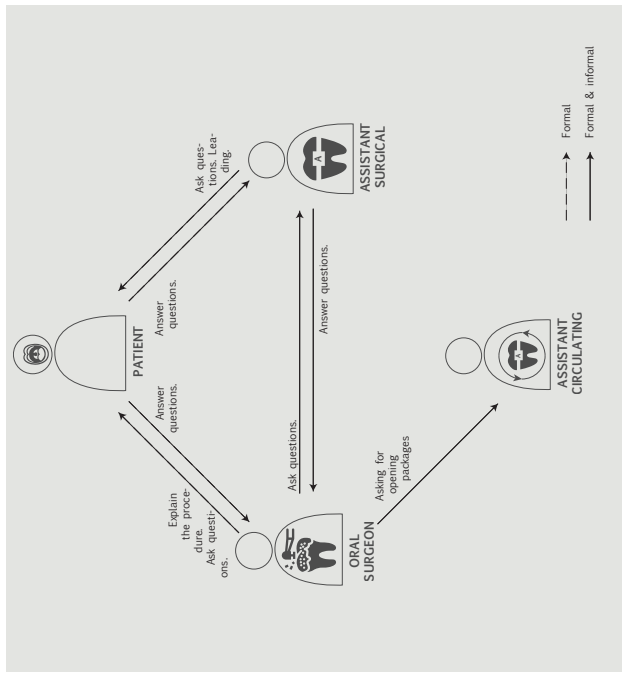 PATIENT
Explain
the proce-
dure.
Ask questi-
ons.
Answer
questions.
Answer
questions.
Ask ques-
tions. Lea-
ding.
ORAL
SURGEON
Ask questions.
Answer questions.
A
ASSISTANT
SURGICAL
Asking for
opening
packages
A
ASSISTANT
CIRCULATING
Formal
Formal & informal